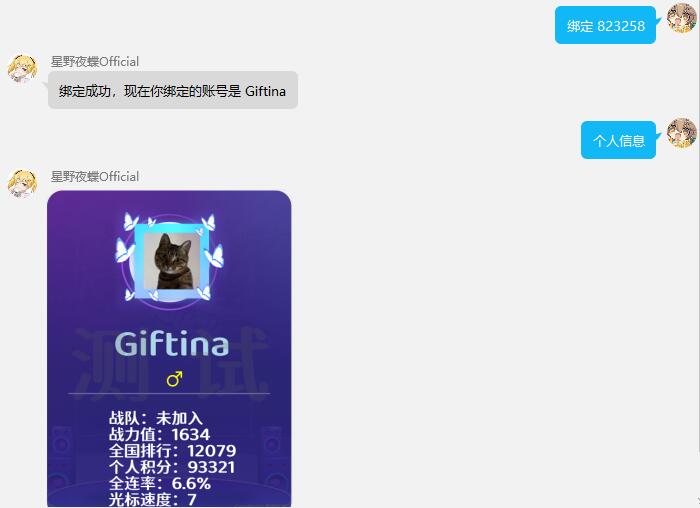 绑定 823258
星野夜蝶Official
绑定成功，现在你绑定的账号是 Giftina
个人信息
星野夜蝶Official
Giftina
测试
♂
战队：未加入
战力值：1634
全国排行：12079
个人积分：93321
全连率：6.6%
光标速度：7